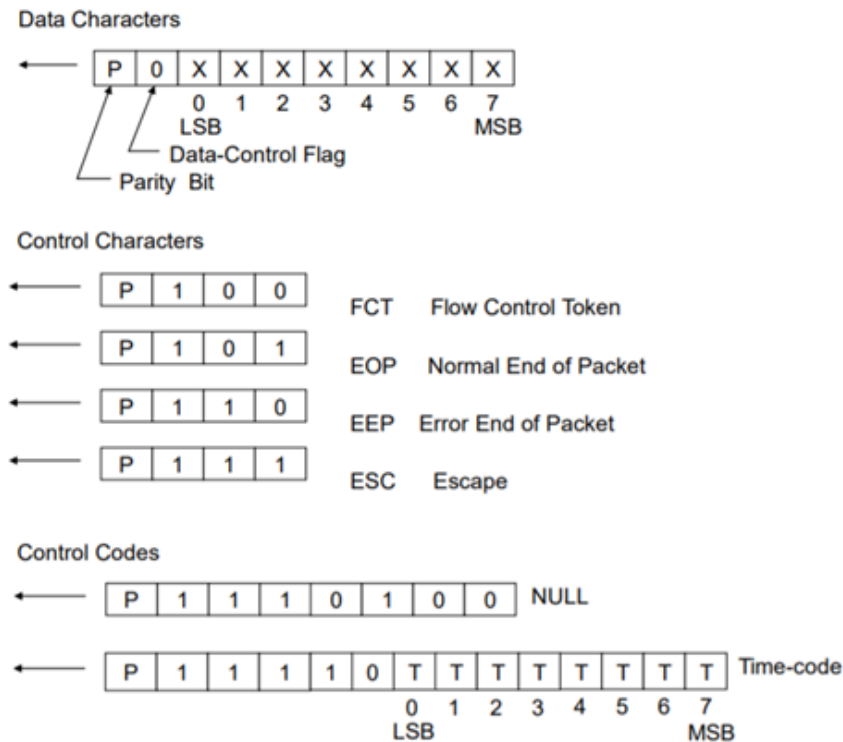 Data Characters
P 0 X X X X X X X X
0 1 2 3 4 5 6 7
LSB MSB
Data-Control Flag
Parity Bit
Control Characters
P 1 0 0
FCT Flow Control Token
P 1 0 1
EOP Normal End of Packet
P 1 1 0
EEP Error End of Packet
P 1 1 1
ESC Escape
Control Codes
P 1 1 1 0 1 0 0 NULL
P 1 1 1 1 0 T T T T T T T T Time-code
0 1 2 3 4 5 6 7
LSB MSB